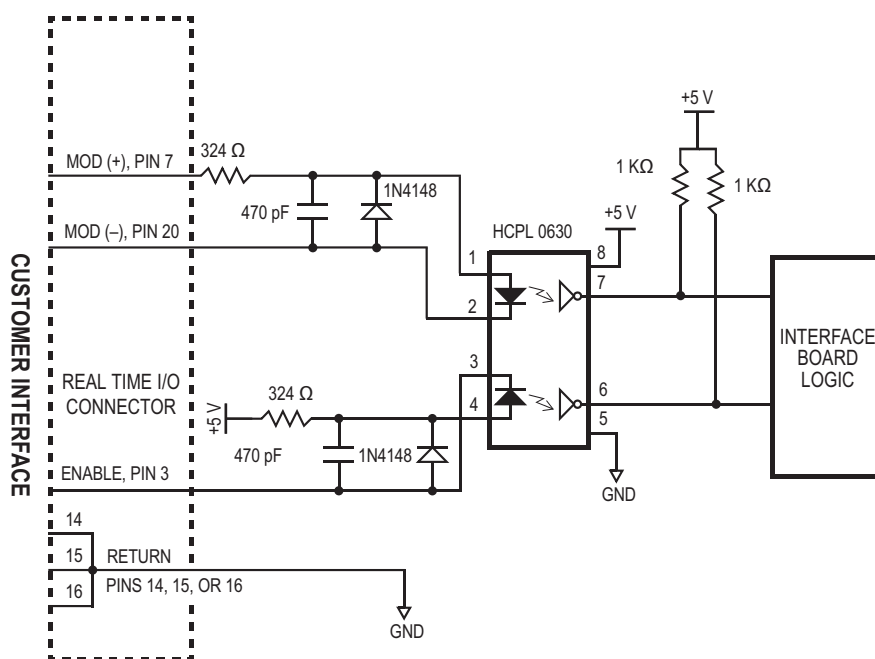 +5 V
324 Ω
MOD (+), PIN 7
1 KΩ
1 KΩ
1N4148
470 pF
+5 V
MOD (–), PIN 20
HCPL 0630
1
8
7
2
CUSTOMER INTERFACE
INTERFACE
BOARD
LOGIC
3
REAL TIME I/O
CONNECTOR
324 Ω
+5 V
4
6
5
470 pF
1N4148
ENABLE, PIN 3
GND
14
15
RETURN
16
PINS 14, 15, OR 16
GND